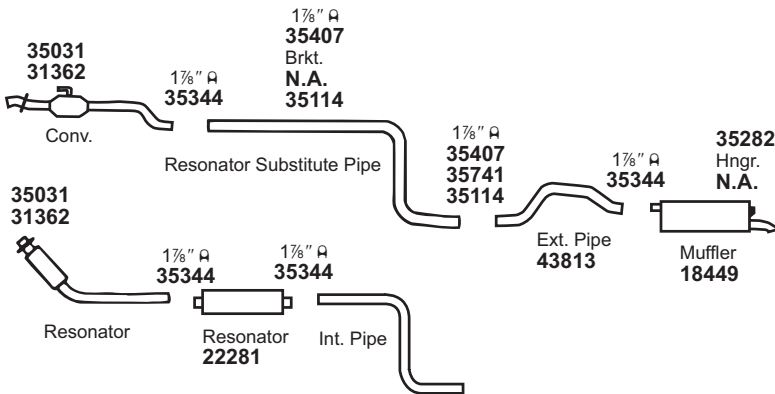 35031
31362
Conv.
1⅞″
35344
1⅞″
35407
Brkt.
N.A.
35114
Resonator Substitute Pipe
1⅞″
35407
35741
35114
Ext. Pipe
43813
1⅞″
35344
35282
Hngr.
N.A.
Muffler
18449
35031
31362
Resonator
1⅞″
35344
Resonator
22281
1⅞″
35344
Int. Pipe